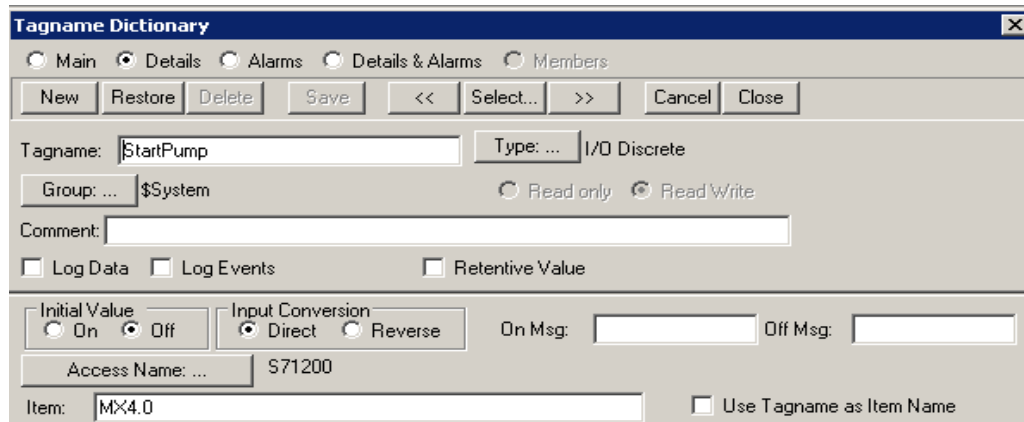 Tagname Dictionary
Main Details Alarms Details & Alarms Members
New Restore Delete Save << Select... >> Cancel Close
Tagname: StartPump Type: ... I/O Discrete
Group: ... $System Read only Read Write
Comment:
Log Data Log Events Retentive Value
Initial Value Input Conversion
On Off Direct Reverse On Msg: Off Msg:
Access Name: ... S71200
Item: MX4.0 Use Tagname as Item Name